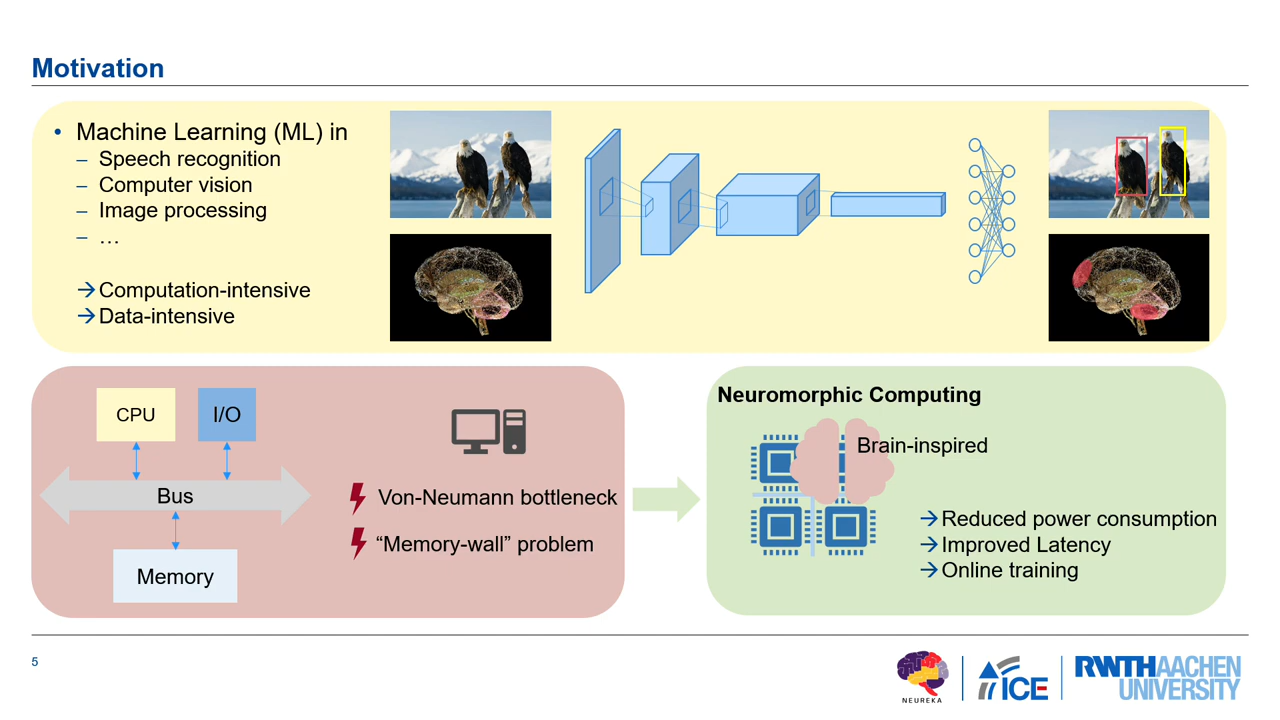 Motivation
• Machine Learning (ML) in
– Speech recognition
– Computer vision
– Image processing
– …
→ Computation-intensive
→ Data-intensive
CPU
I/O
Bus
Memory
Von-Neumann bottleneck
“Memory-wall” problem
Neuromorphic Computing
Brain-inspired
→ Reduced power consumption
→ Improved Latency
→ Online training
5
NEUREKA
ICE
RWTH AACHEN
UNIVERSITY